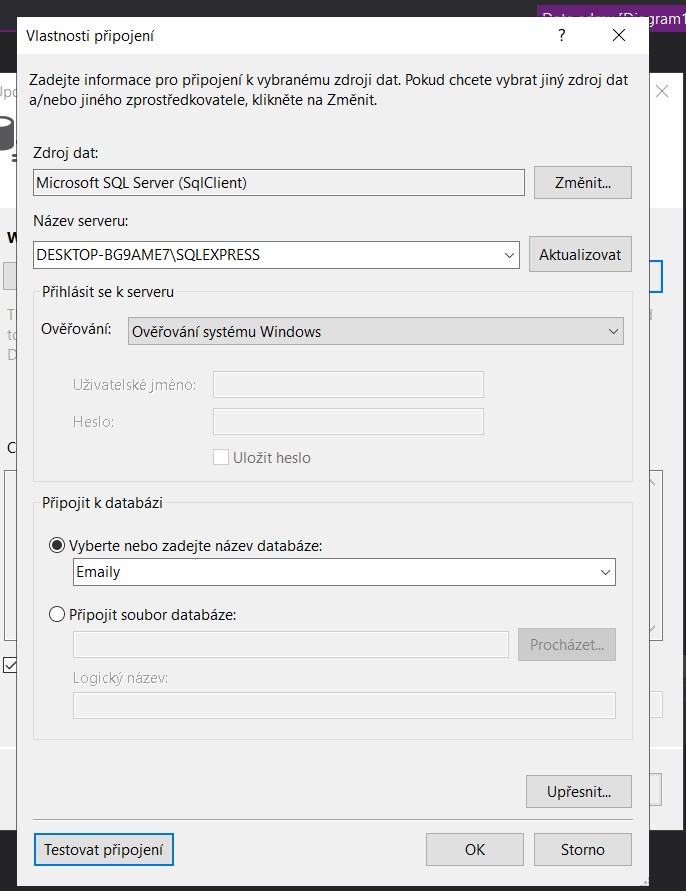 Vlastnosti připojení
?
Zadejte informace pro připojení k vybranému zdroji dat. Pokud chcete vybrat jiný zdroj dat
a/nebo jiného zprostředkovatele, klikněte na Změnit.
Zdroj dat:
Microsoft SQL Server (SqlClient)
Změnit...
Název serveru:
DESKTOP-BG9AME7\SQLEXPRESS
Aktualizovat
Přihlásit se k serveru
Ověřování:
Ověřování systému Windows
Uživatelské jméno:
Heslo:
Uložit heslo
Připojit k databázi
Vyberte nebo zadejte název databáze:
Emaily
Připojit soubor databáze:
Procházet...
Logický název:
Upřesnit...
Testovat připojení
OK
Storno